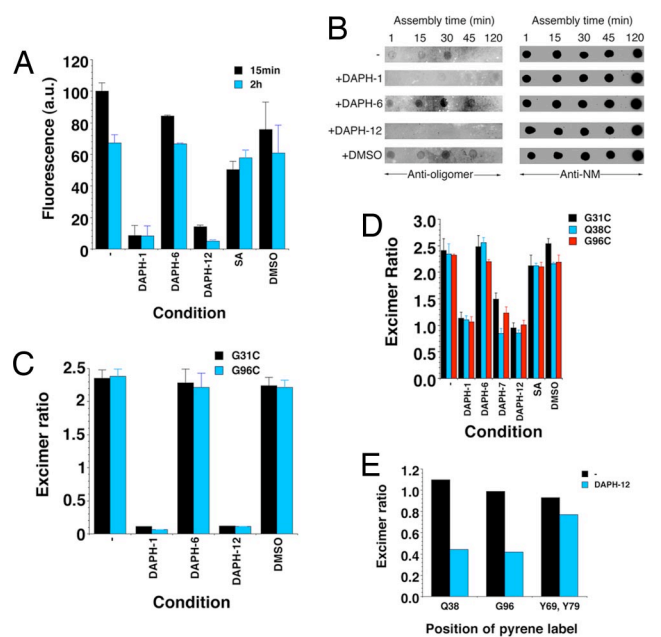 A
Fluorescence (a.u.)
120
100
80
60
40
20
0
15min
2h
-
DAPH-1
DAPH-6
DAPH-12
SA
DMSO
Condition
B
Assembly time (min)
1 15 30 45 120
Assembly time (min)
1 15 30 45 120
-
+DAPH-1
+DAPH-6
+DAPH-12
+DMSO
Anti-oligomer
Anti-NM
C
Excimer ratio
2.5
2
1.5
1
0.5
0
G31C
G96C
-
DAPH-1
DAPH-6
DAPH-12
DMSO
Condition
D
Excimer Ratio
3.0
2.5
2.0
1.5
1.0
0.5
0.0
G31C
Q38C
G96C
-
DAPH-1
DAPH-6
DAPH-7
DAPH-12
SA
DMSO
Condition
E
Excimer ratio
1.2
1.0
0.8
0.6
0.4
0.2
0.0
-
DAPH-12
Q38
G96
Y69, Y79
Position of pyrene label